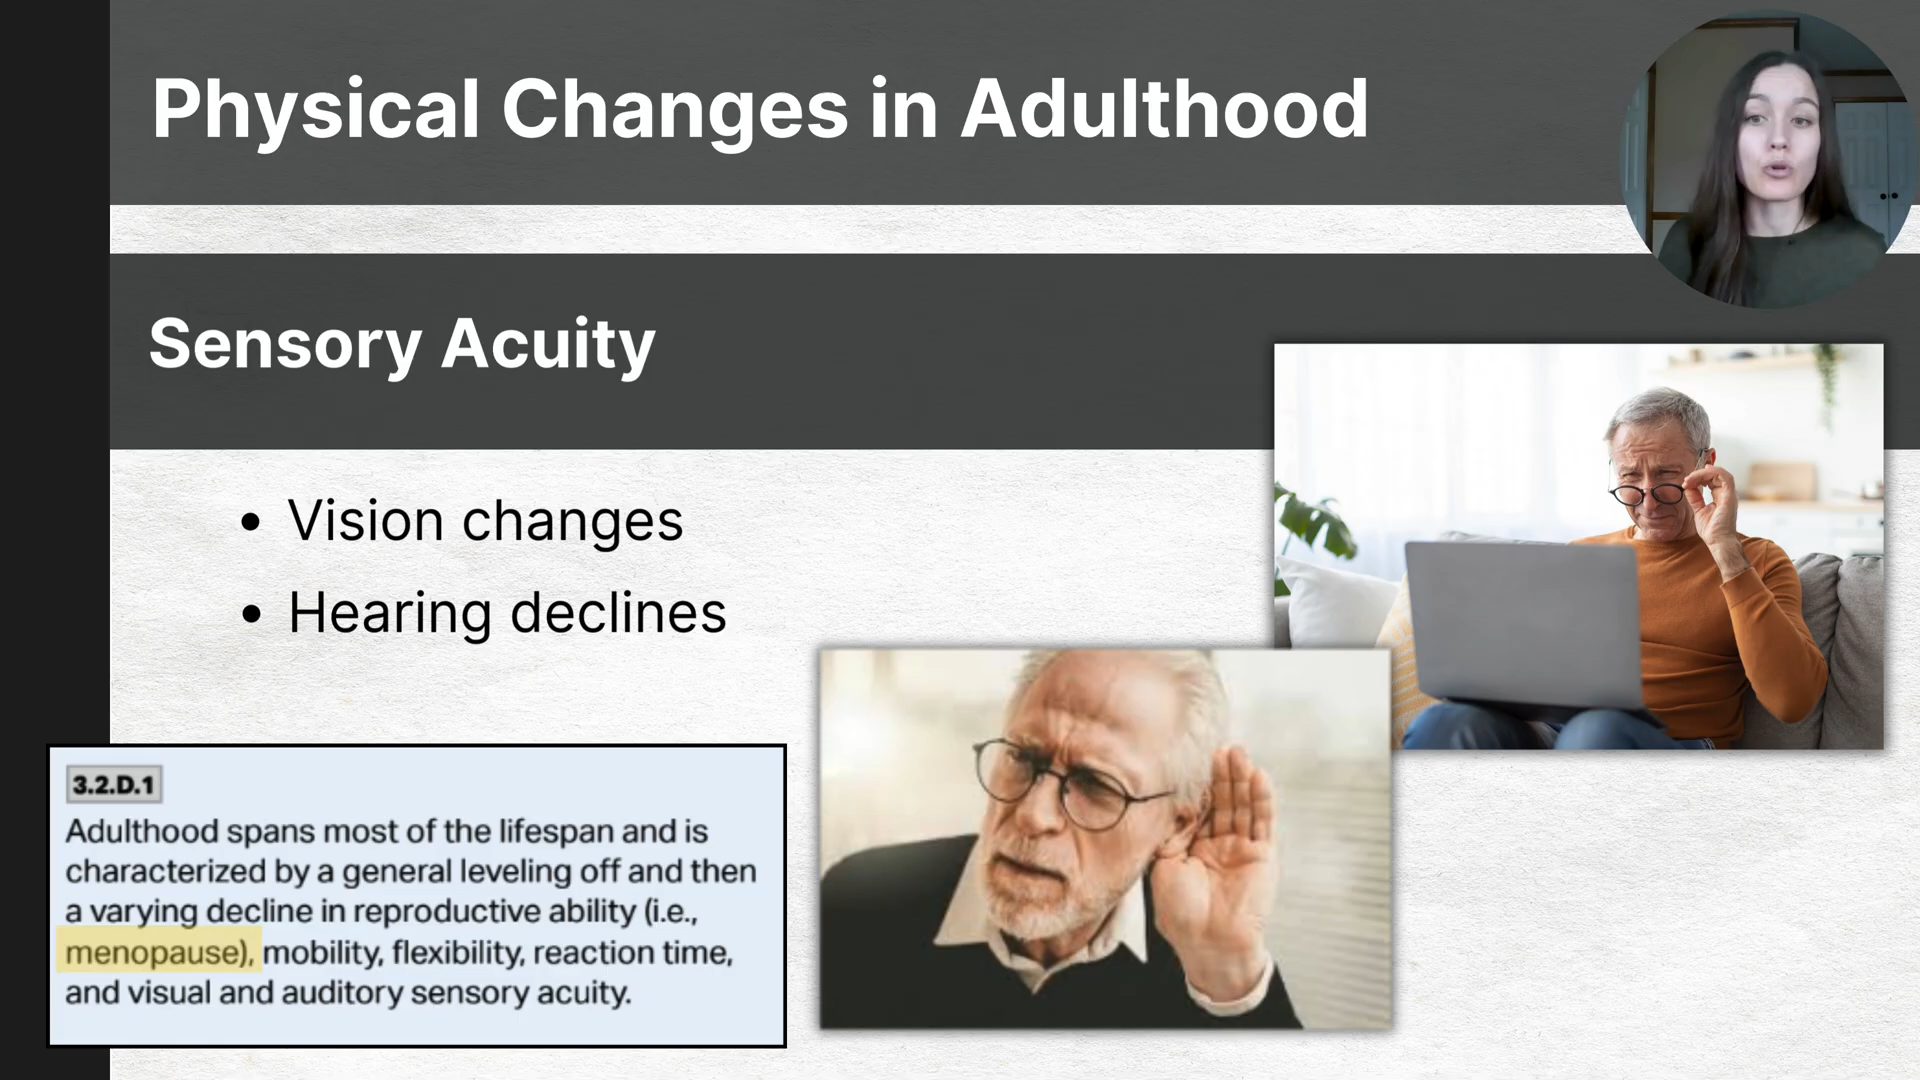 Physical Changes in Adulthood
Sensory Acuity
• Vision changes
• Hearing declines
3.2.D.1
Adulthood spans most of the lifespan and is
characterized by a general leveling off and then
a varying decline in reproductive ability (i.e.,
menopause), mobility, flexibility, reaction time,
and visual and auditory sensory acuity.